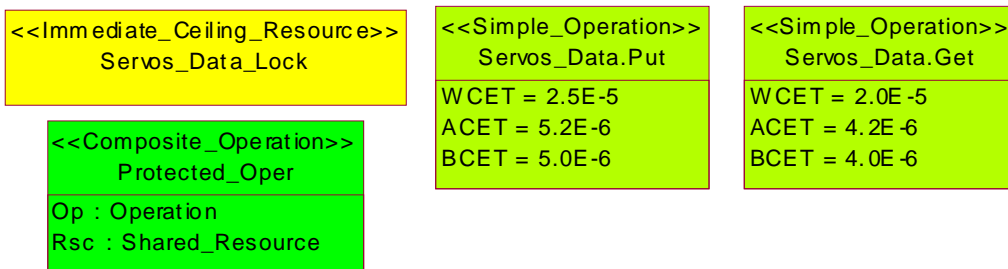 <<Immediate_Ceiling_Resource>>
Servos_Data_Lock
<<Composite_Operation>>
Protected_Oper
Op : Operation
Rsc : Shared_Resource
<<Simple_Operation>>
Servos_Data.Put
WCET = 2.5E-5
ACET = 5.2E-6
BCET = 5.0E-6
<<Simple_Operation>>
Servos_Data.Get
WCET = 2.0E-5
ACET = 4.2E-6
BCET = 4.0E-6